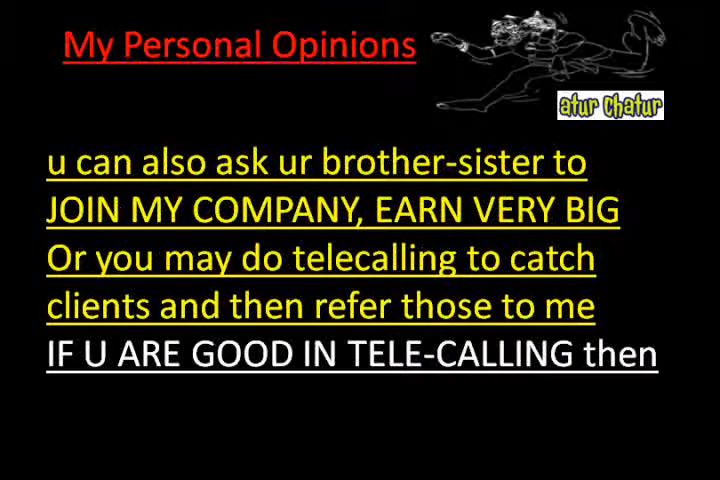 My Personal Opinions
atur chatur
u can also ask ur brother-sister to
JOIN MY COMPANY, EARN VERY BIG
Or you may do telecalling to catch
clients and then refer those to me
IF U ARE GOOD IN TELE-CALLING then